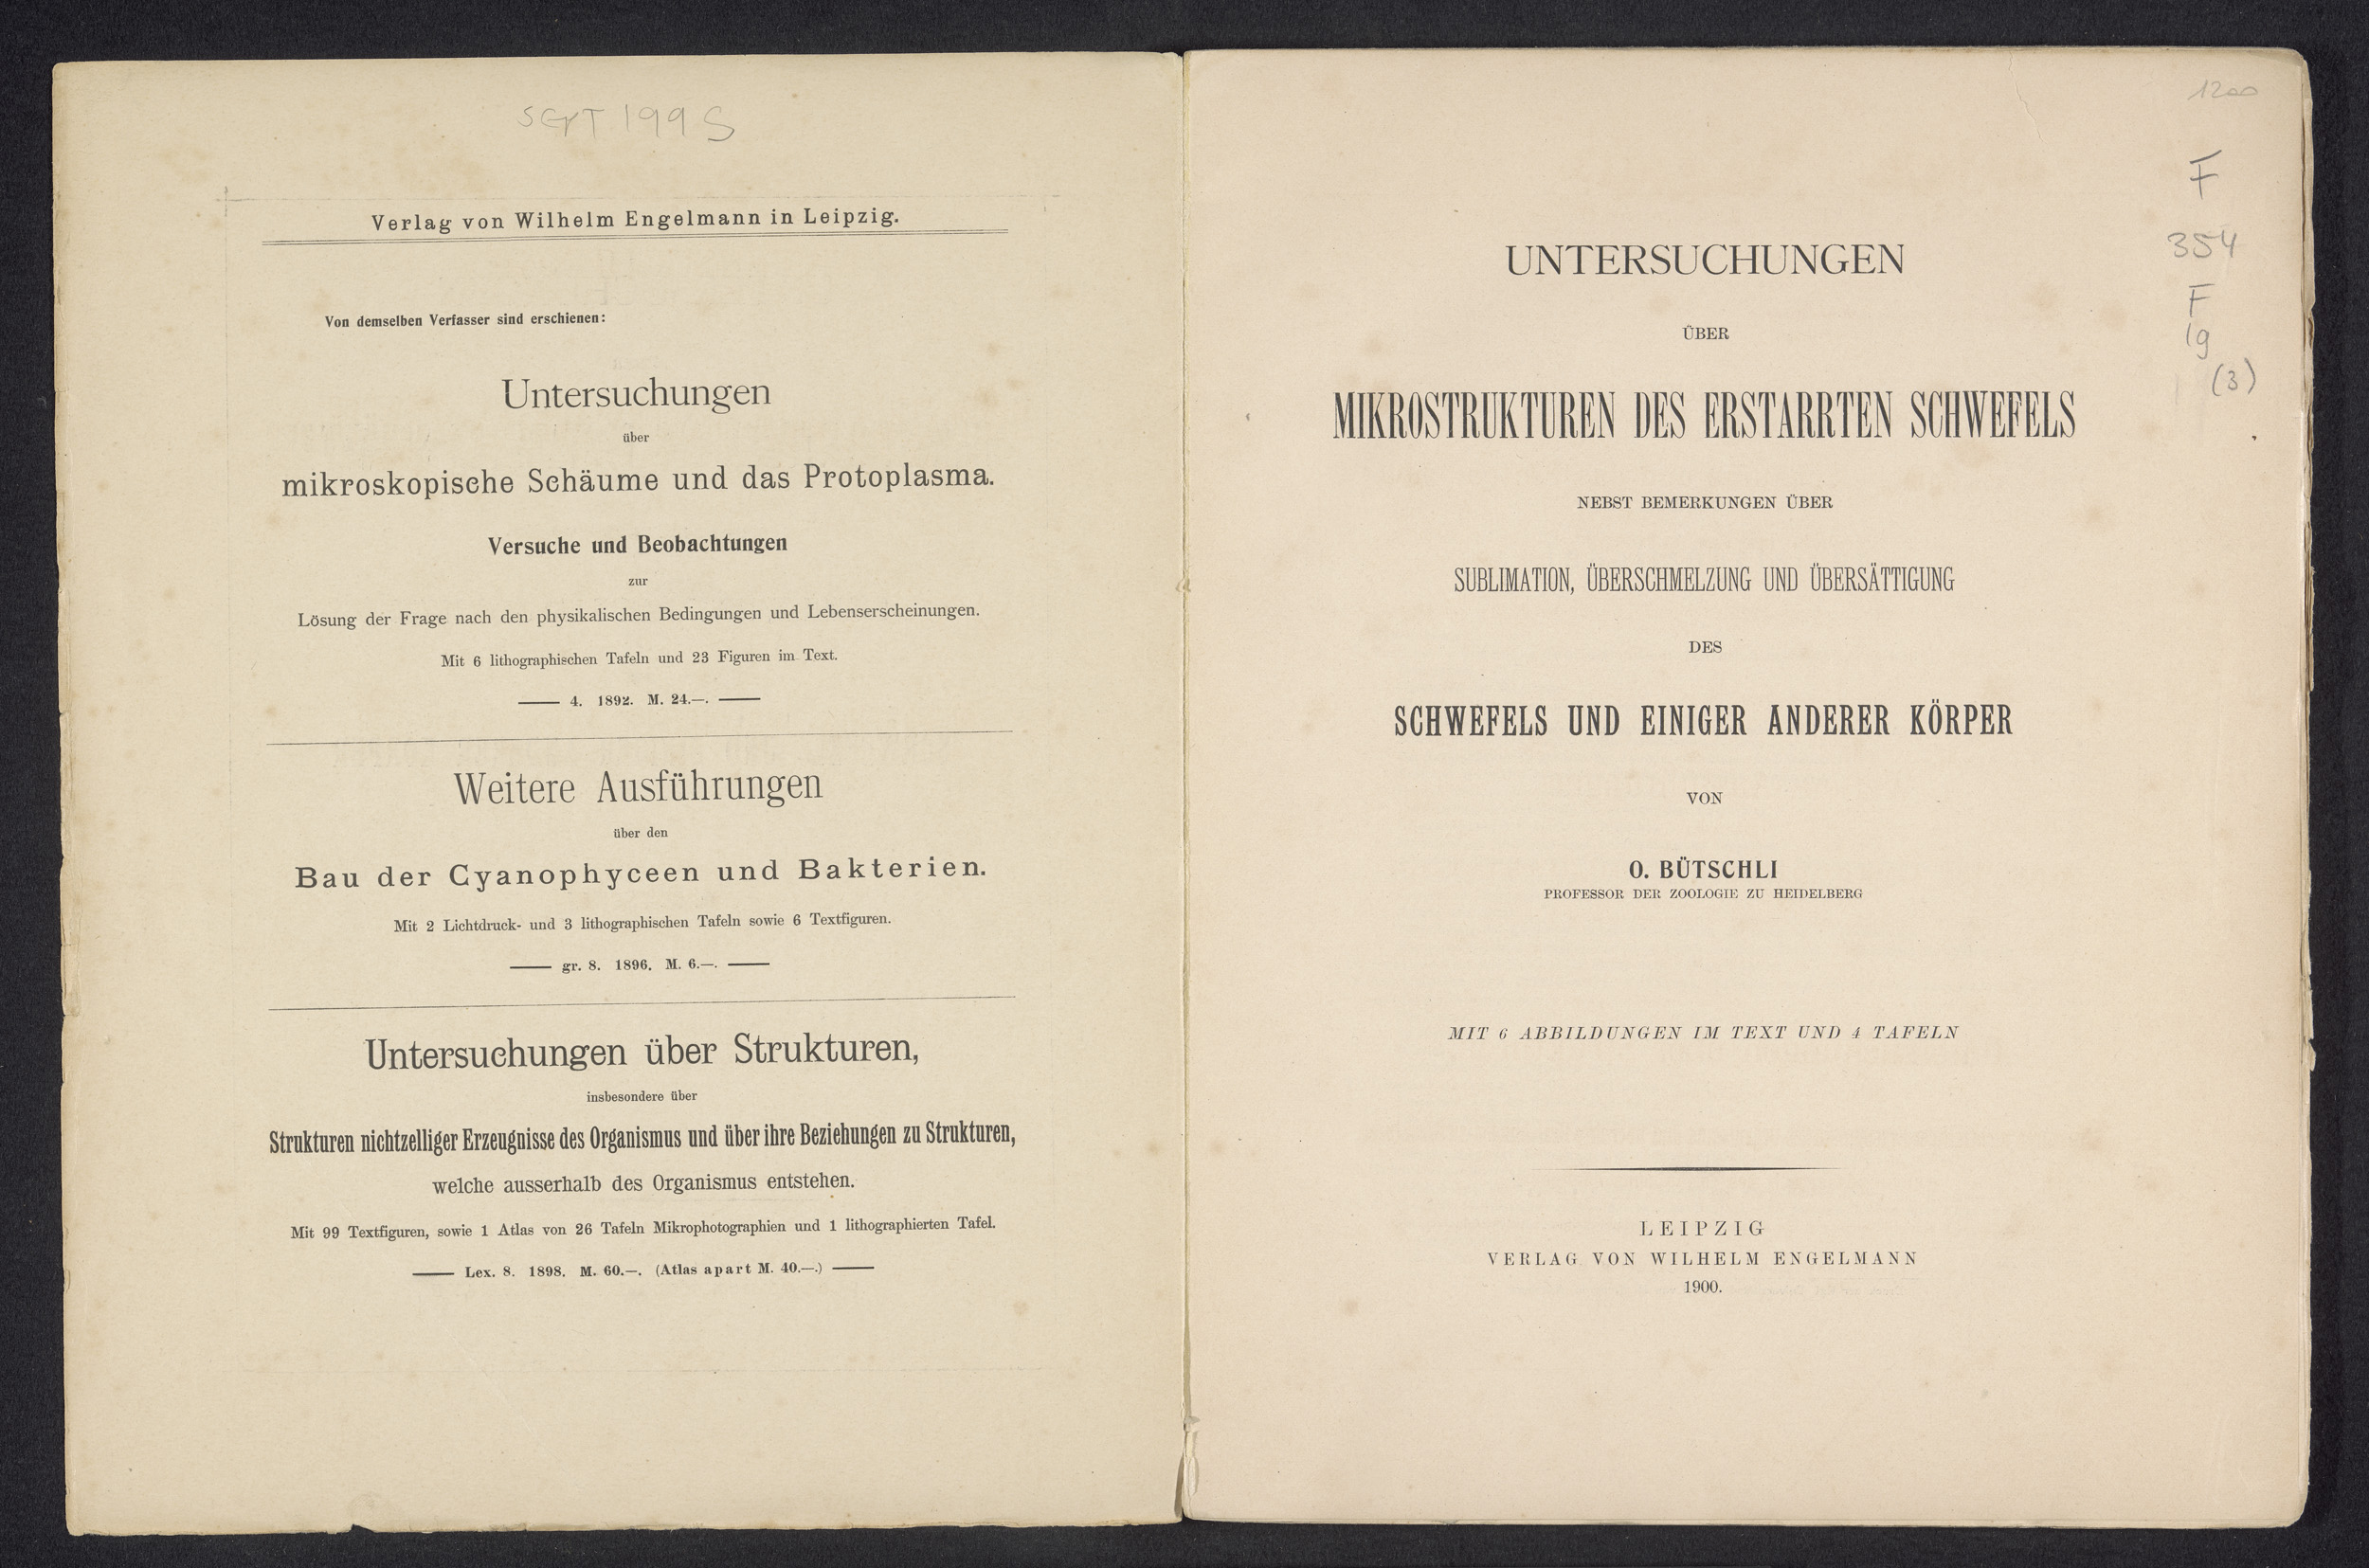 SEPT 1995
Verlag von Wilhelm Engelmann in Leipzig.
Von demselben Verfasser sind erschienen:
Untersuchungen
über
mikroskopische Schäume und das Protoplasma.
Versuche und Beobachtungen
zur
Lösung der Frage nach den physikalischen Bedingungen und Lebenserscheinungen.
Mit 6 lithographischen Tafeln und 23 Figuren im Text.
4. 1892. M. 24.—.
Weitere Ausführungen
über den
Bau der Cyanophyceen und Bakterien.
Mit 2 Lichtdruck- und 3 lithographischen Tafeln sowie 6 Textfiguren.
gr. 8. 1896. M. 6.—.
Untersuchungen über Strukturen,
insbesondere über
Strukturen nichtzelliger Erzeugnisse des Organismus und über ihre Beziehungen zu Strukturen,
welche ausserhalb des Organismus entstehen.
Mit 99 Textfiguren, sowie 1 Atlas von 26 Tafeln Mikrophotographien und 1 lithographierten Tafel.
Lex. 8. 1898. M. 60.—. (Atlas apart M. 40.—.)
1200
F
354
F
19
(3)
UNTERSUCHUNGEN
ÜBER
MIKROSTRUKTUREN DES ERSTARRTEN SCHWEFELS
NEBST BEMERKUNGEN ÜBER
SUBLIMATION, ÜBERSCHMELZUNG UND ÜBERSÄTTIGUNG
DES
SCHWEFELS UND EINIGER ANDERER KÖRPER
VON
O. BÜTSCHLI
PROFESSOR DER ZOOLOGIE ZU HEIDELBERG
MIT 6 ABBILDUNGEN IM TEXT UND 4 TAFELN
LEIPZIG
VERLAG VON WILHELM ENGELMANN
1900.